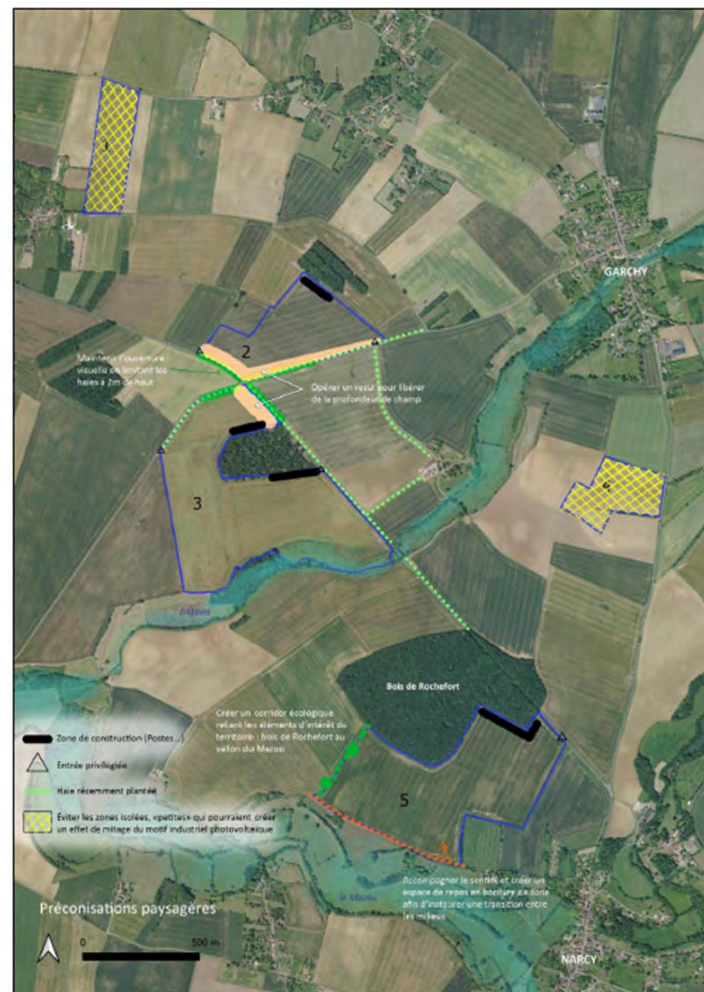 GARCHY
2
Maintenir l'ouverture
visuelle en limitant les
haies à 2m de haut
Opérer un recul pour libérer
de la profondeur de champ
3
Bois de Rochefort
Créer un corridor écologique
reliant les éléments d'intérêt du
territoire : bois de Rochefort au
vallon du Mazou
Zone de construction (Postes...)
Entrée privilégiée
Haie récemment plantée
Éviter les zones isolées, «petites» qui pourraient créer
un effet de mitage du motif industriel photovoltaïque
5
Accompagner le sentier et créer un
espace de repos en bordure de zone
afin d'instaurer une transition entre
les milieux
le Mazou
Préconisations paysagères
0 500 m
NARCY